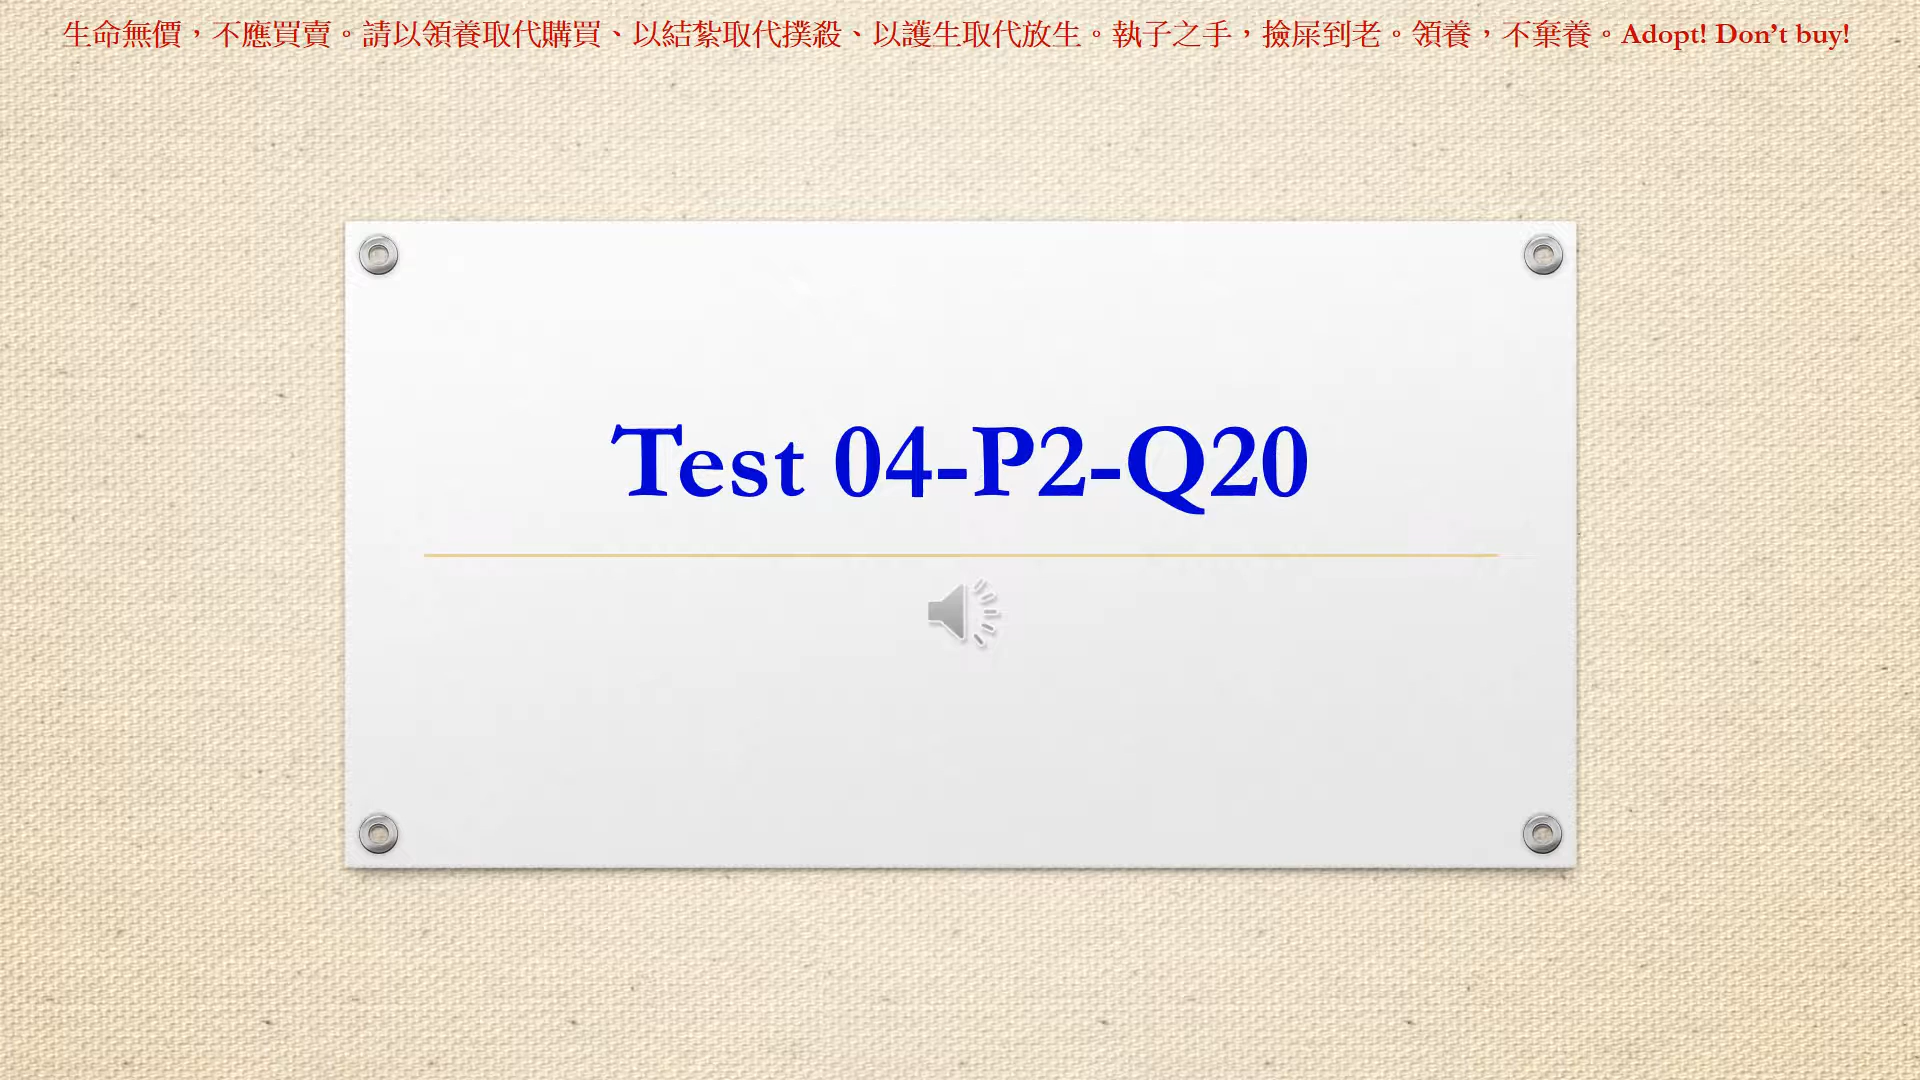 生命無價，不應買賣。請以領養取代購買、以結紮取代撲殺、以護生取代放生。執子之手，撿屎到老。領養，不棄養。Adopt! Don’t buy!
Test 04-P2-Q20